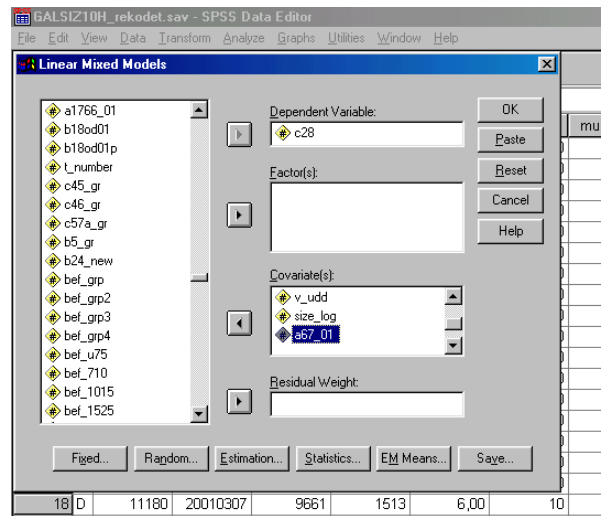 GALSIZ10H_rekodet.sav - SPSS Data Editor
File Edit View Data Transform Analyze Graphs Utilities Window Help
Linear Mixed Models
a1766_01
b18od01
b18od01p
t_number
c45_gr
c46_gr
c57a_gr
b5_gr
b24_new
bef_grp
bef_grp2
bef_grp3
bef_grp4
bef_u75
bef_710
bef_1015
bef_1525
Dependent Variable:
c28
Factor(s):
Covariate(s):
v_udd
size_log
a67_01
Residual Weight:
OK
Paste
Reset
Cancel
Help
mu
Fixed... Random... Estimation... Statistics... EM Means... Save...
18 D 11180 20010307 9661 1513 6,00 10